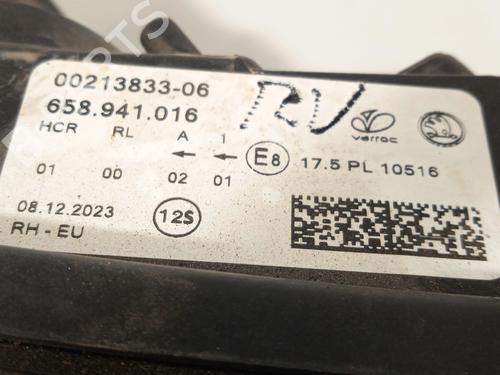 00213833-06
658.941.016
RV
varroc
HCR RL A 1
E8 17.5 PL 10516
01 00 02 01
08.12.2023 12S
RH-EU
PARTS